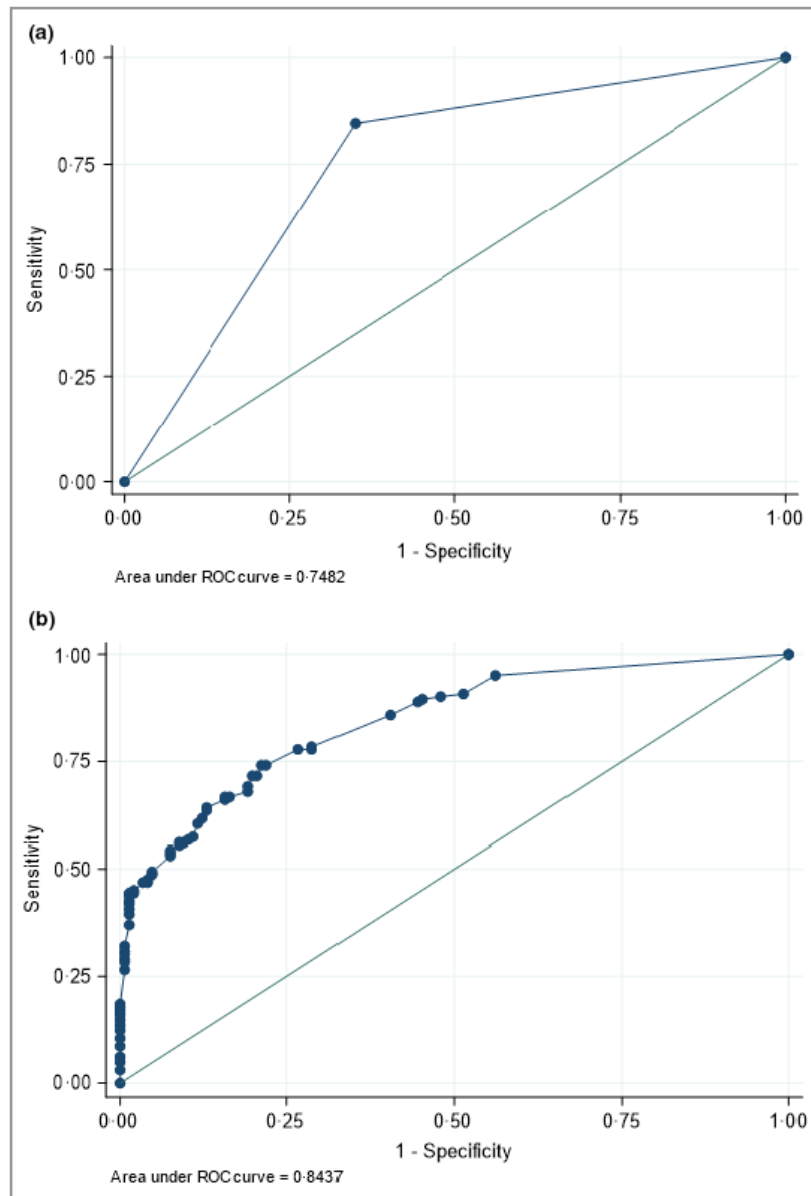 (a)
1·00
0·75
0·50
0·25
0·00
Sensitivity
0·00 0·25 0·50 0·75 1·00
1 - Specificity
Area under ROC curve = 0·7482
(b)
1·00
0·75
0·50
0·25
0·00
Sensitivity
0·00 0·25 0·50 0·75 1·00
1 - Specificity
Area under ROC curve = 0·8437